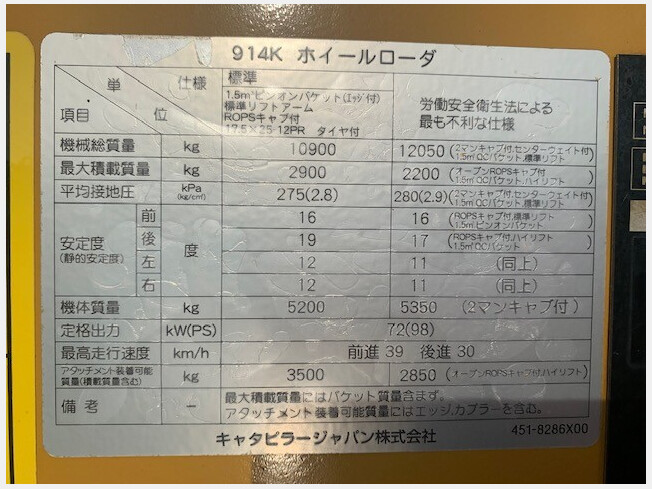 914K ホイールローダ
単 仕様 標準
1.5m³ピンオンバケット(エッジ付)
標準リフトアーム 労働安全衛生法による
項目 位 ROPSキャブ付 最も不利な仕様
17.5×25-12PR タイヤ付
機械総質量 kg 10900 12050 (2マンキャブ付,センターウェイト付 1.5m³QCバケット,標準リフト)
最大積載質量 kg 2900 2200 (オープンROPSキャブ付 1.5m³QCバケット,ハイリフト)
平均接地圧 kPa (kg/cm²) 275(2.8) 280(2.9) (2マンキャブ付,センターウェイト付 1.5m³QCバケット,標準リフト)
安定度 (静的安定度) 前 度 16 16 (ROPSキャブ付,標準リフト 1.5m³ピンオンバケット)
後 19 17 (ROPSキャブ付,ハイリフト 1.5m³QCバケット)
左 12 11 (同上)
右 12 11 (同上)
機体質量 kg 5200 5350 (2マンキャブ付)
定格出力 kW(PS) 72(98)
最高走行速度 km/h 前進 39 後進 30
アタッチメント装着可能
質量(積載質量含む) kg 3500 2850 (オープンROPSキャブ付,ハイリフト)
備考 − 最大積載質量にはバケット質量含まず。
アタッチメント装着可能質量にはエッジ,カプラーを含む。
キャタピラージャパン株式会社 451-8286X00